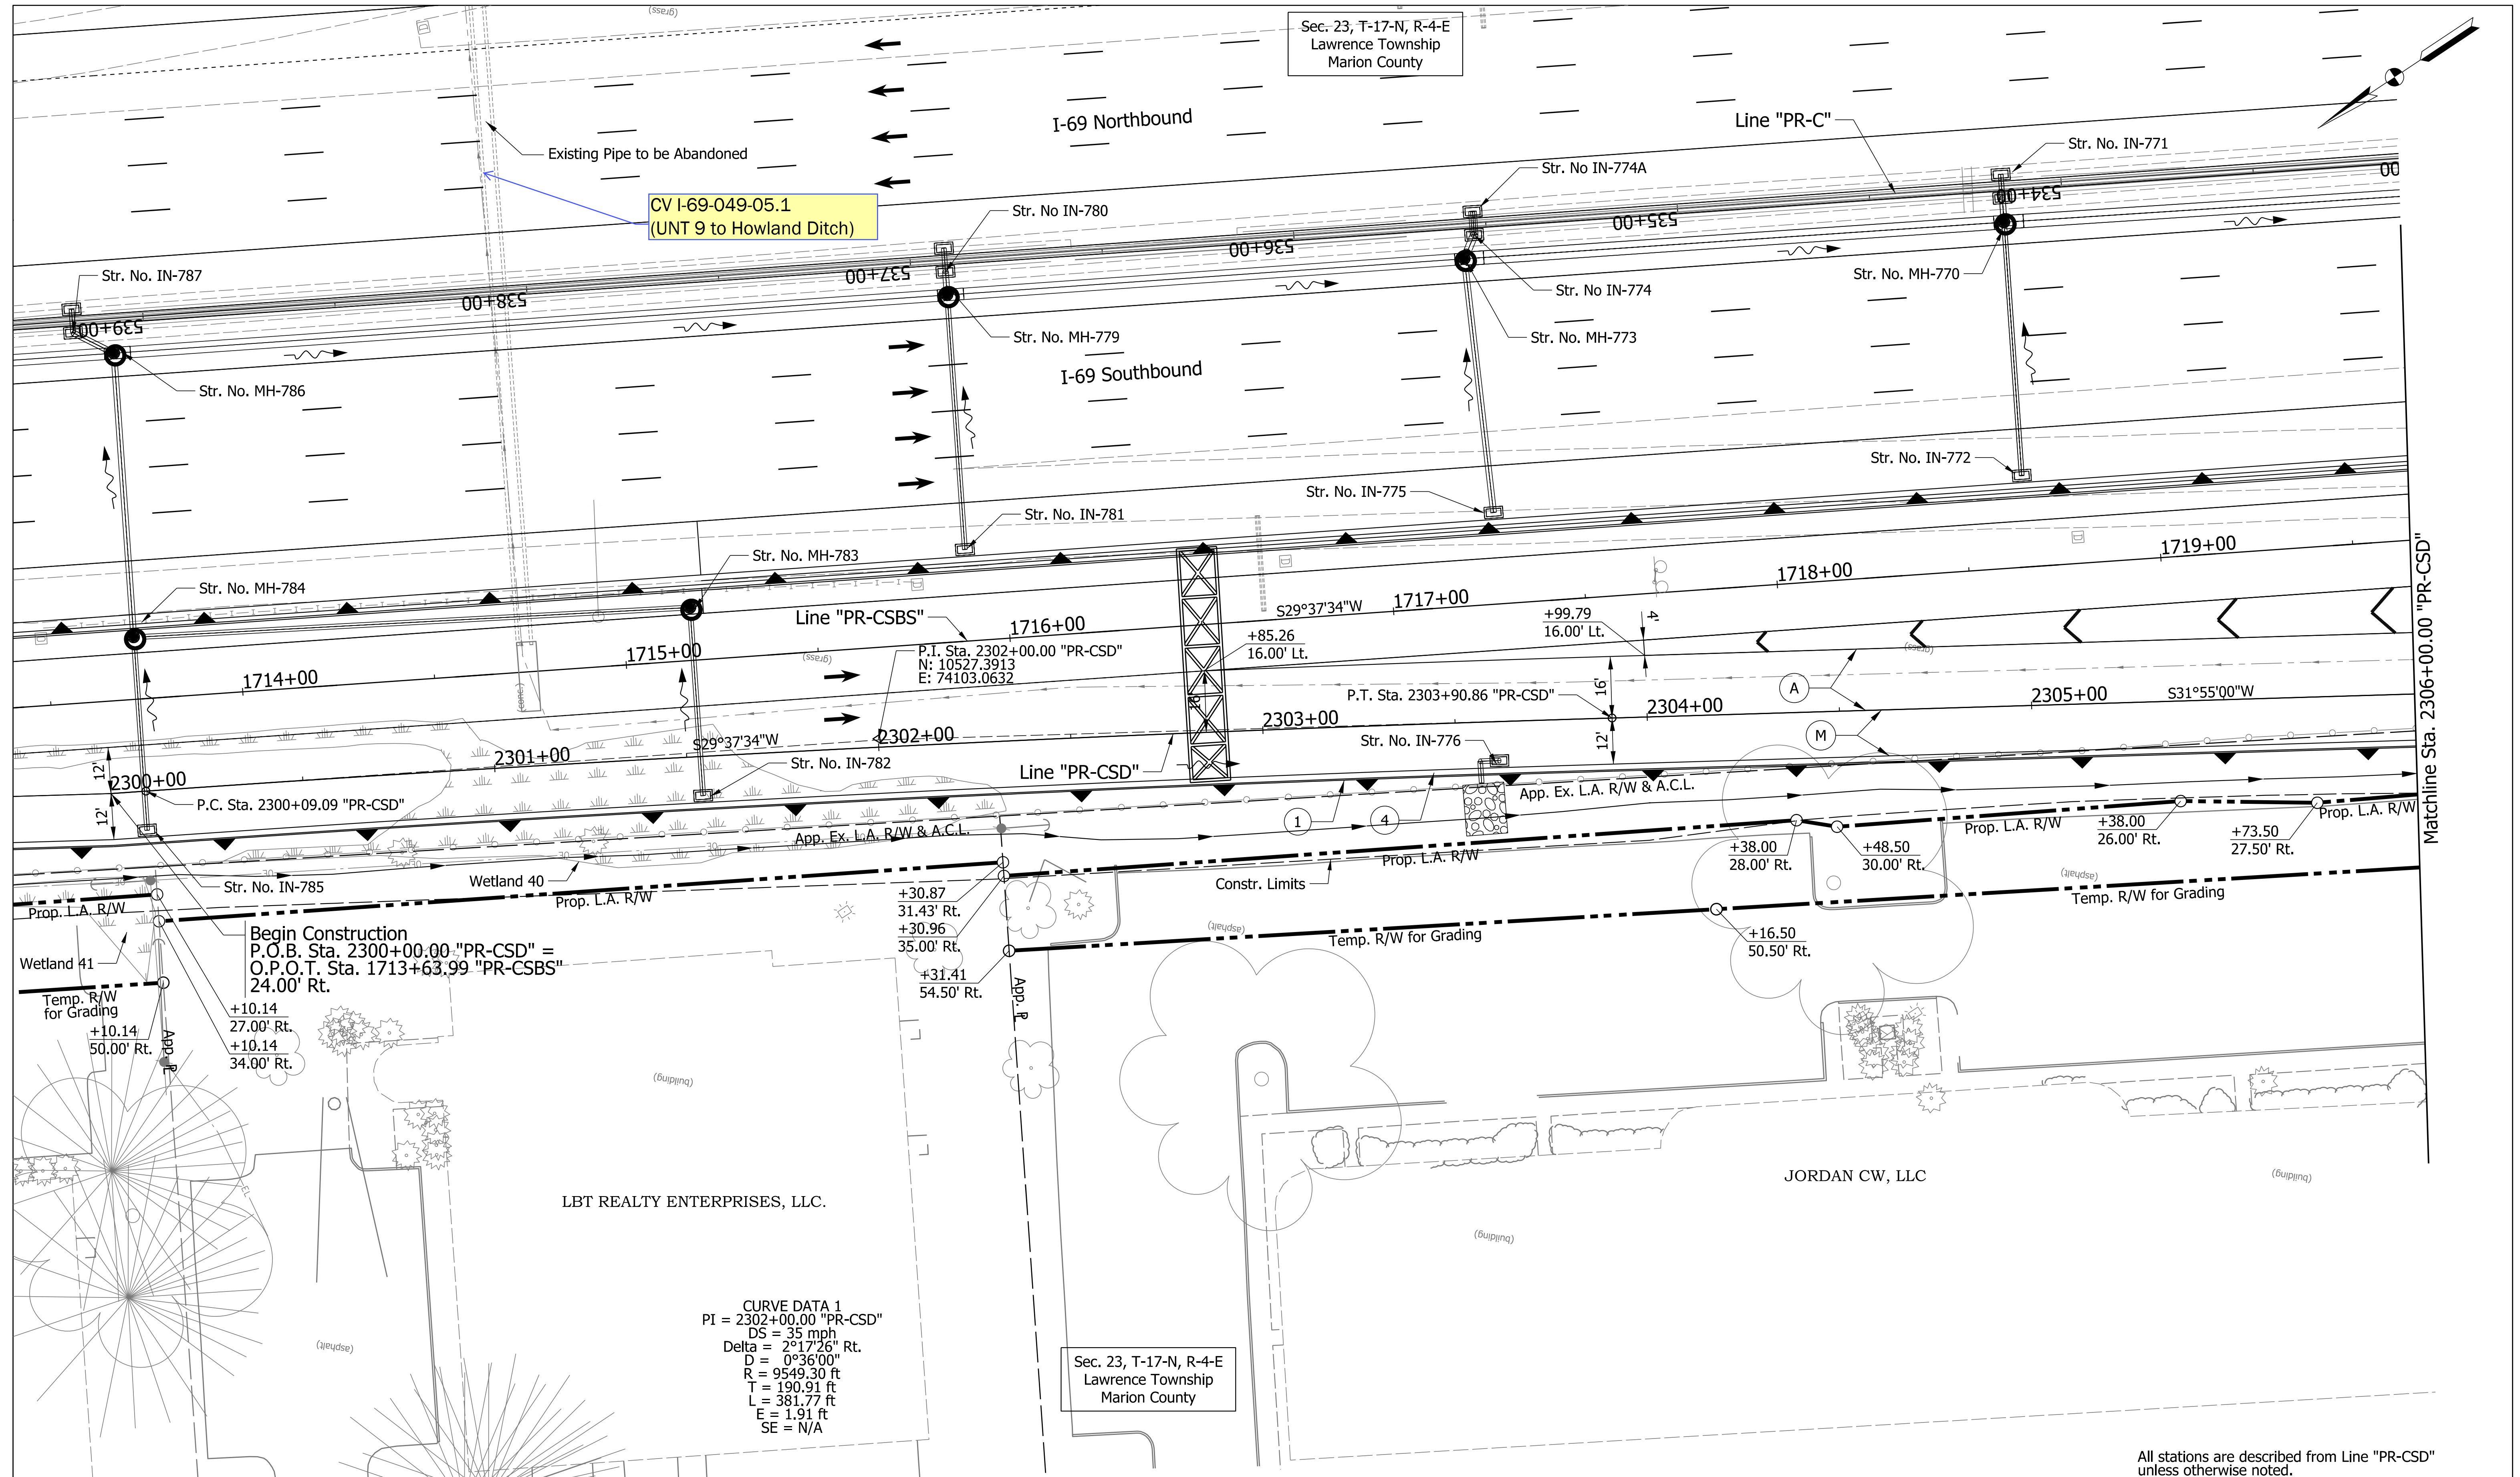 (grass)
Sec. 23, T-17-N, R-4-E
Lawrence Township
Marion County
I-69 Northbound
Line "PR-C"
Str. No. IN-771
Existing Pipe to be Abandoned
Str. No IN-774A
CV I-69-049-05.1
(UNT 9 to Howland Ditch)
Str. No IN-780
00
534+00
535+00
536+00
537+00
538+00
539+00
Str. No. IN-787
Str. No. MH-770
Str. No IN-774
Str. No. MH-779
Str. No. MH-773
Str. No. MH-786
I-69 Southbound
Str. No. IN-772
Str. No. IN-775
Str. No. IN-781
Str. No. MH-783
Str. No. MH-784
1719+00
1718+00
1717+00
S29°37'34"W
1716+00
1715+00
1714+00
Line "PR-CSBS"
+99.79
16.00' Lt.
4'
+85.26
16.00' Lt.
(grass)
(grass)
P.I. Sta. 2302+00.00 "PR-CSD"
N: 10527.3913
E: 74103.0632
(conc.)
16'
16'
P.T. Sta. 2303+90.86 "PR-CSD"
A
M
2305+00
S31°55'00"W
2304+00
2303+00
2302+00
S29°37'34"W
2301+00
2300+00
12'
12'
12'
Str. No. IN-776
Str. No. IN-782
Line "PR-CSD"
P.C. Sta. 2300+09.09 "PR-CSD"
App. Ex. L.A. R/W & A.C.L.
1
4
App. Ex. L.A. R/W & A.C.L.
Matchline Sta. 2306+00.00 "PR-CSD"
Prop. L.A. R/W
+38.00
26.00' Rt.
+73.50
27.50' Rt.
Prop. L.A. R/W
+38.00
28.00' Rt.
+48.50
30.00' Rt.
Prop. L.A. R/W
Constr. Limits
Str. No. IN-785
Wetland 40
Prop. L.A. R/W
Prop. L.A. R/W
+30.87
31.43' Rt.
+30.96
35.00' Rt.
+31.41
54.50' Rt.
(asphalt)
(asphalt)
Temp. R/W for Grading
Temp. R/W for Grading
+16.50
50.50' Rt.
Begin Construction
P.O.B. Sta. 2300+00.00 "PR-CSD" =
O.P.O.T. Sta. 1713+63.99 "PR-CSBS"
24.00' Rt.
Wetland 41
Temp. R/W
for Grading
+10.14
27.00' Rt.
+10.14
50.00' Rt.
+10.14
34.00' Rt.
App. PL
App. PL
(building)
LBT REALTY ENTERPRISES, LLC.
JORDAN CW, LLC
(building)
(building)
(asphalt)
CURVE DATA 1
PI = 2302+00.00 "PR-CSD"
DS = 35 mph
Delta = 2°17'26" Rt.
D = 0°36'00"
R = 9549.30 ft
T = 190.91 ft
L = 381.77 ft
E = 1.91 ft
SE = N/A
Sec. 23, T-17-N, R-4-E
Lawrence Township
Marion County
All stations are described from Line "PR-CSD"
unless otherwise noted.